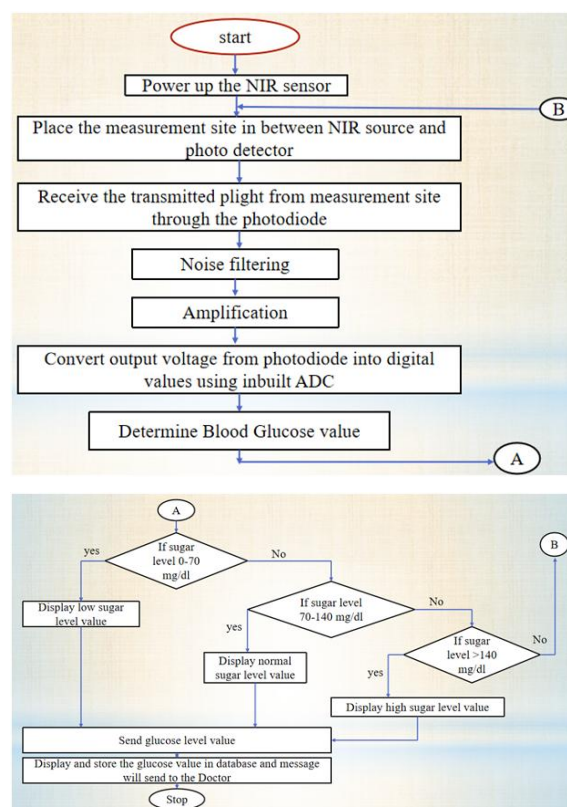 start
Power up the NIR sensor
B
Place the measurement site in between NIR source and
photo detector
Receive the transmitted plight from measurement site
through the photodiode
Noise filtering
Amplification
Convert output voltage from photodiode into digital
values using inbuilt ADC
Determine Blood Glucose value
A
A
B
yes
If sugar
level 0-70
mg/dl
No
Display low sugar
level value
If sugar level
70-140 mg/dl
No
yes
If sugar
level >140
mg/dl
No
Display normal
sugar level value
yes
Display high sugar level value
Send glucose level value
Display and store the glucose value in database and message
will send to the Doctor
Stop